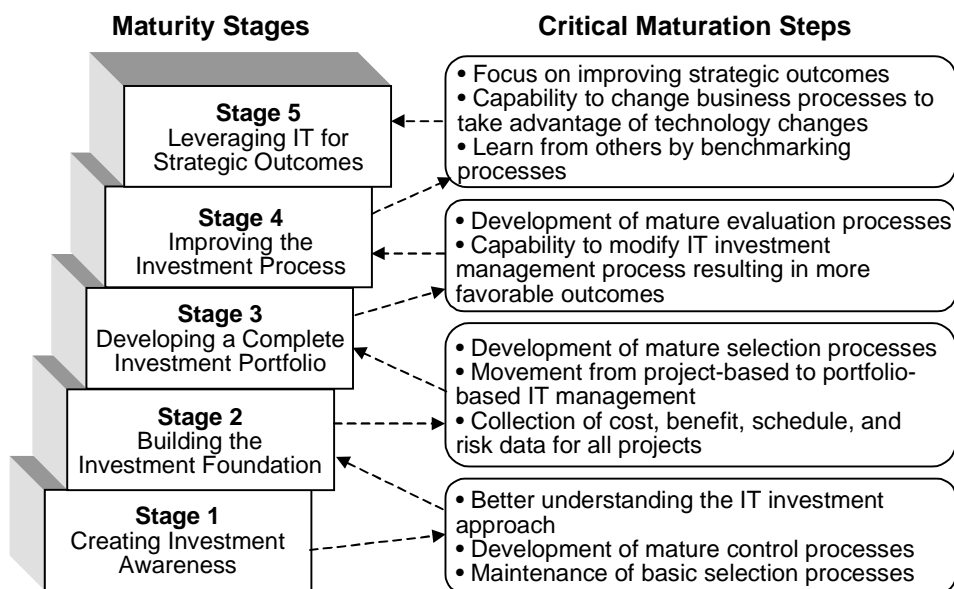 Maturity Stages
Critical Maturation Steps
Stage 5
Leveraging IT for
Strategic Outcomes
• Focus on improving strategic outcomes
• Capability to change business processes to
take advantage of technology changes
• Learn from others by benchmarking
processes
Stage 4
Improving the
Investment Process
• Development of mature evaluation processes
• Capability to modify IT investment
management process resulting in more
favorable outcomes
Stage 3
Developing a Complete
Investment Portfolio
• Development of mature selection processes
• Movement from project-based to portfolio-
based IT management
• Collection of cost, benefit, schedule, and
risk data for all projects
Stage 2
Building the
Investment Foundation
• Better understanding the IT investment
approach
• Development of mature control processes
• Maintenance of basic selection processes
Stage 1
Creating Investment
Awareness